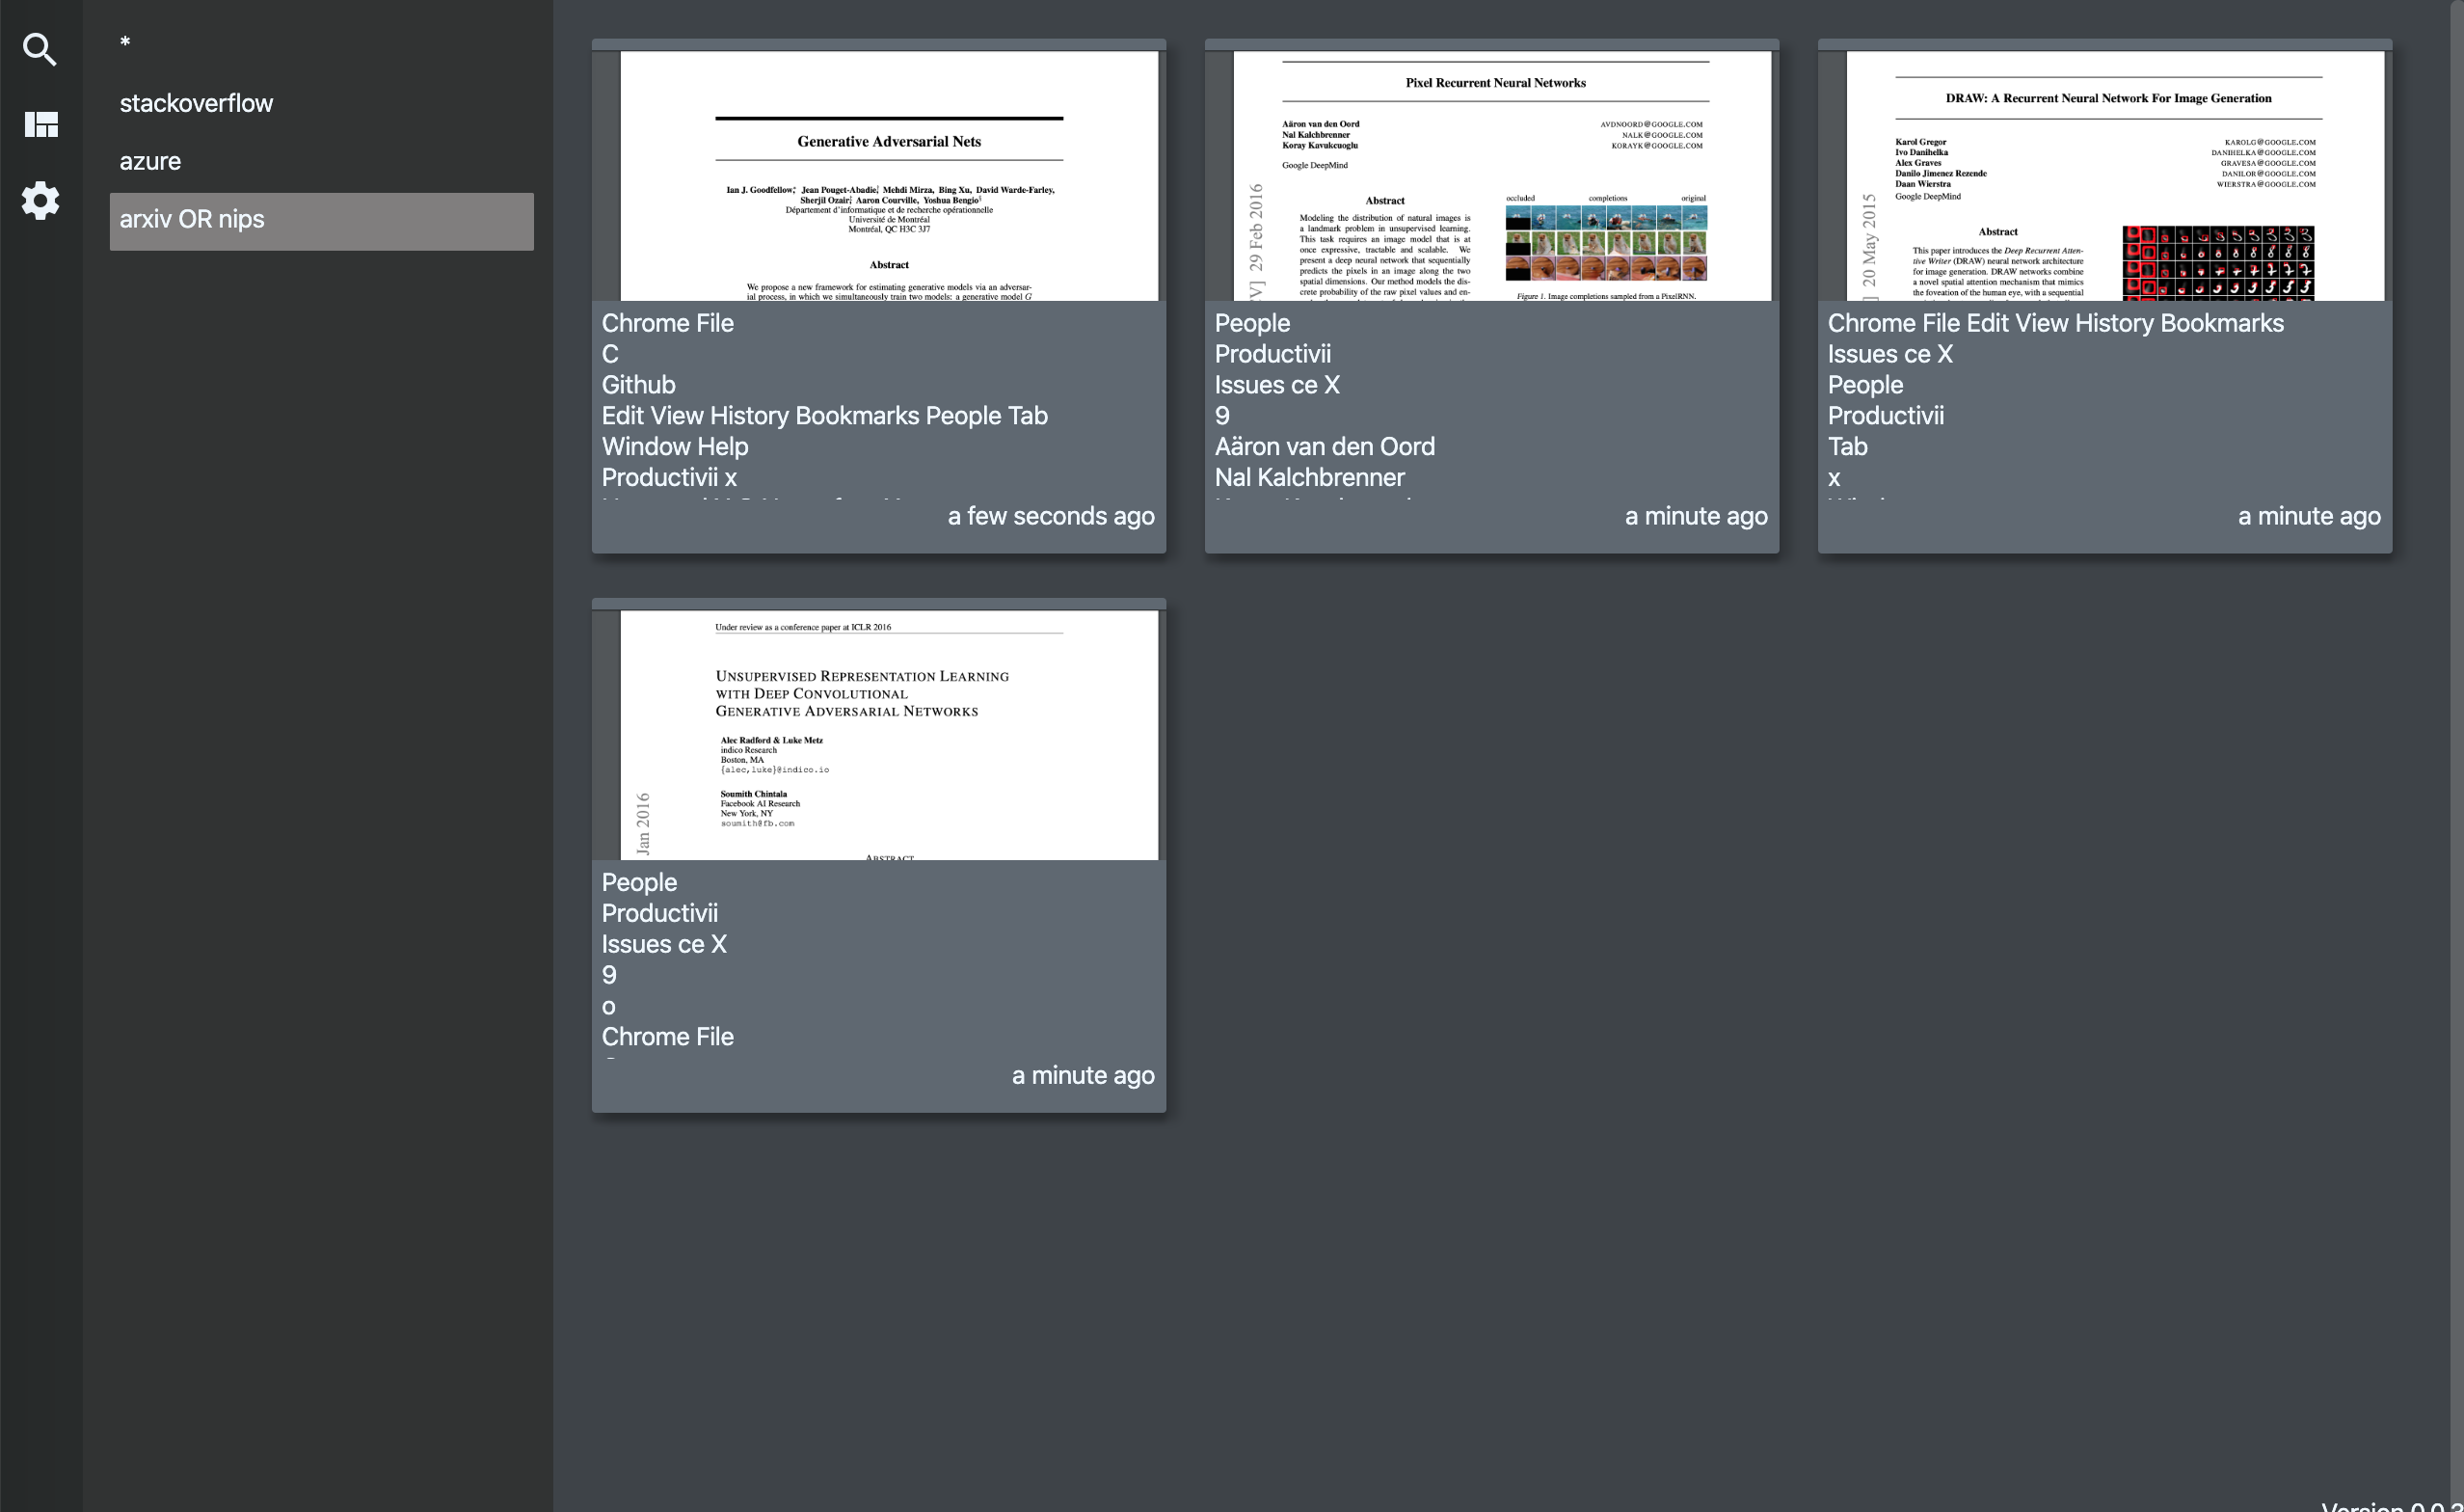 *
stackoverflow
azure
arxiv OR nips
Generative Adversarial Nets
Ian J. Goodfellow, Jean Pouget-Abadie, Mehdi Mirza, Bing Xu, David Warde-Farley,
Sherjil Ozair, Aaron Courville, Yoshua Bengio
Département d'informatique et de recherche opérationnelle
Université de Montréal
Montréal, QC H3C 3J7
Abstract
We propose a new framework for estimating generative models via an adversar-
ial process, in which we simultaneously train two models: a generative model G
Chrome File
C
Github
Edit View History Bookmarks People Tab
Window Help
Productivii x
a few seconds ago
Pixel Recurrent Neural Networks
Aäron van den Oord AVDNOORD@GOOGLE.COM
Nal Kalchbrenner NALK@GOOGLE.COM
Koray Kavukcuoglu KORAYK@GOOGLE.COM
Google DeepMind
29 Feb 2016
Abstract
Modeling the distribution of natural images is
a landmark problem in unsupervised learning.
This task requires an image model that is at
once expressive, tractable and scalable. We
present a deep neural network that sequentially
predicts the pixels in an image along the two
spatial dimensions. Our method models the dis-
crete probability of the raw pixel values and en-
occluded completions original
Figure 1. Image completions sampled from a PixelRNN.
People
Productivii
Issues ce X
9
Aäron van den Oord
Nal Kalchbrenner
a minute ago
DRAW: A Recurrent Neural Network For Image Generation
Karol Gregor KAROLG@GOOGLE.COM
Ivo Danihelka DANIHELKA@GOOGLE.COM
Alex Graves GRAVESA@GOOGLE.COM
Danilo Jimenez Rezende DANILOR@GOOGLE.COM
Daan Wierstra WIERSTRA@GOOGLE.COM
Google DeepMind
20 May 2015
Abstract
This paper introduces the Deep Recurrent Atten-
tive Writer (DRAW) neural network architecture
for image generation. DRAW networks combine
a novel spatial attention mechanism that mimics
the foveation of the human eye, with a sequential
Chrome File Edit View History Bookmarks
Issues ce X
People
Productivii
Tab
x
a minute ago
Under review as a conference paper at ICLR 2016
UNSUPERVISED REPRESENTATION LEARNING
WITH DEEP CONVOLUTIONAL
GENERATIVE ADVERSARIAL NETWORKS
Alec Radford & Luke Metz
indico Research
Boston, MA
{alec,luke}@indico.io
Soumith Chintala
Facebook AI Research
New York, NY
soumith@fb.com
Jan 2016
ABSTRACT
People
Productivii
Issues ce X
9
o
Chrome File
a minute ago
Version